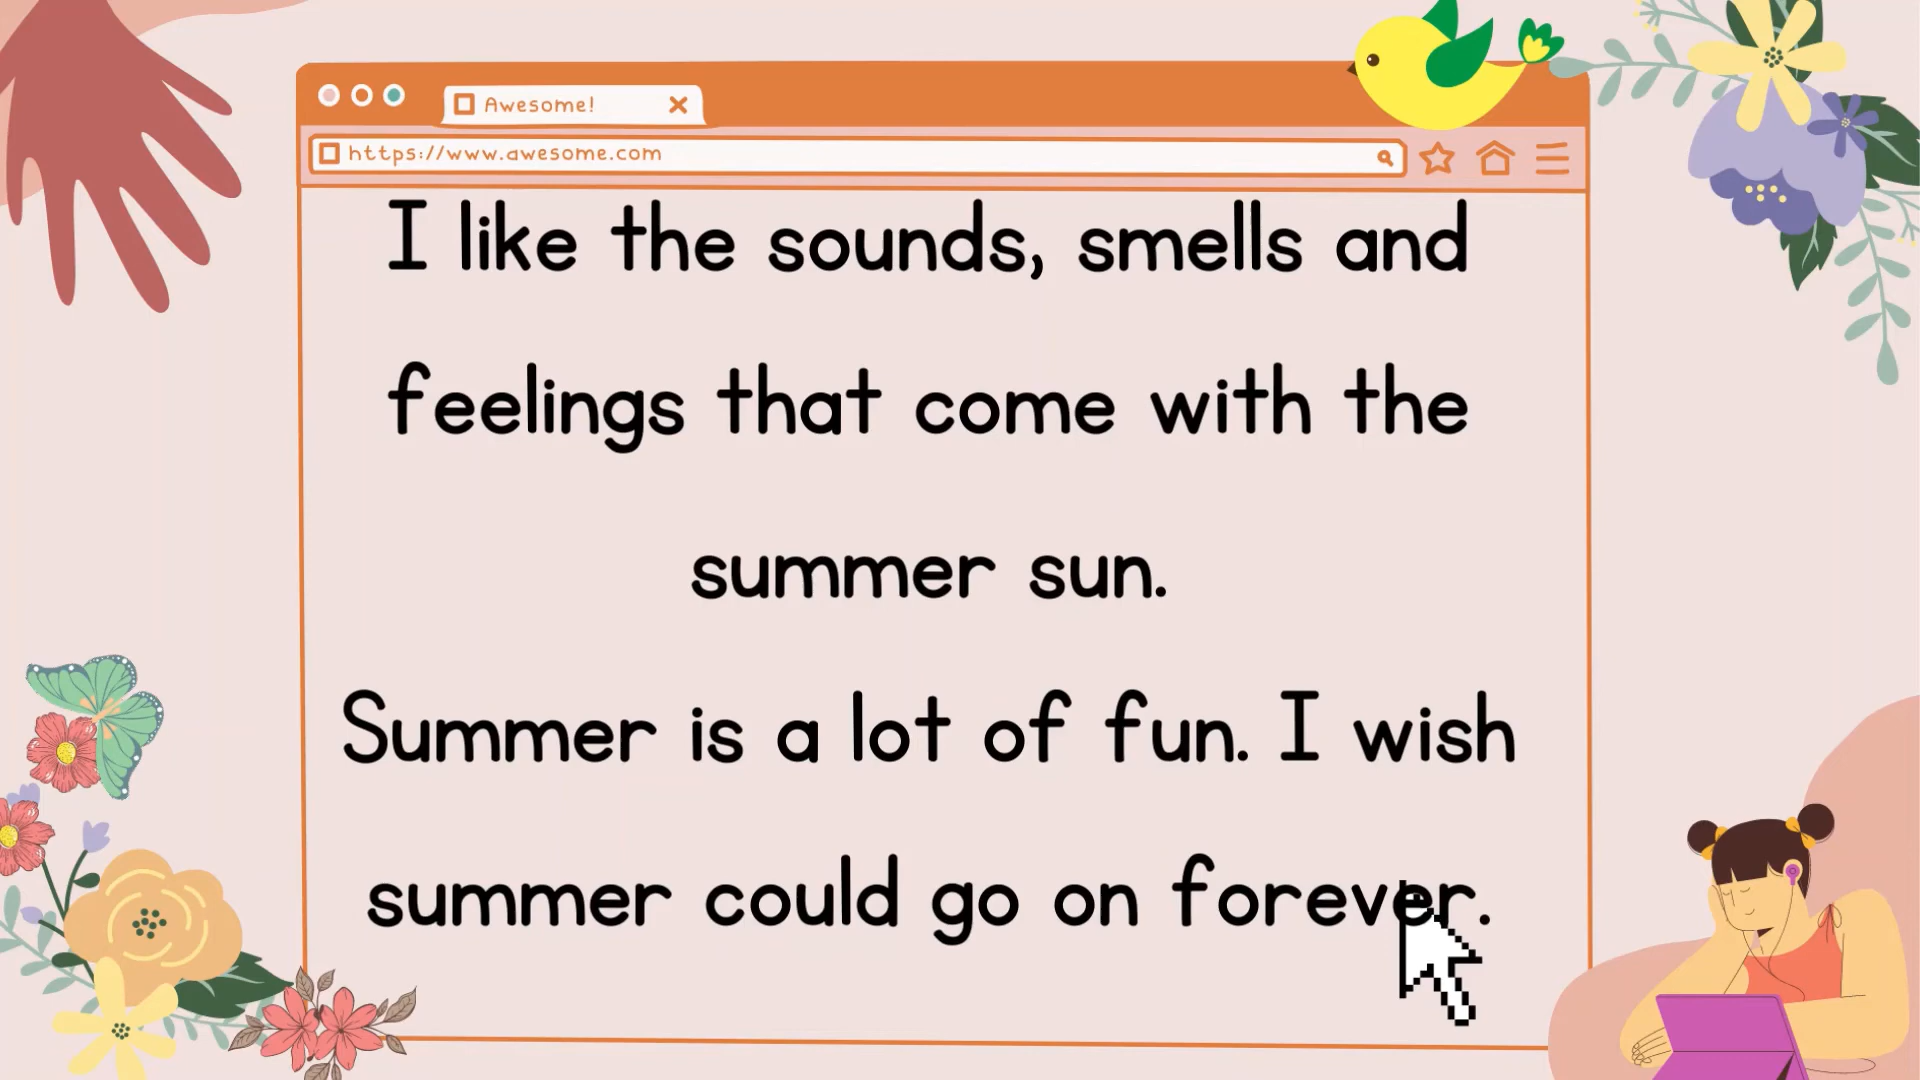 Awesome!
https://www.awesome.com
I like the sounds, smells and
feelings that come with the
summer sun.
Summer is a lot of fun. I wish
summer could go on forever.